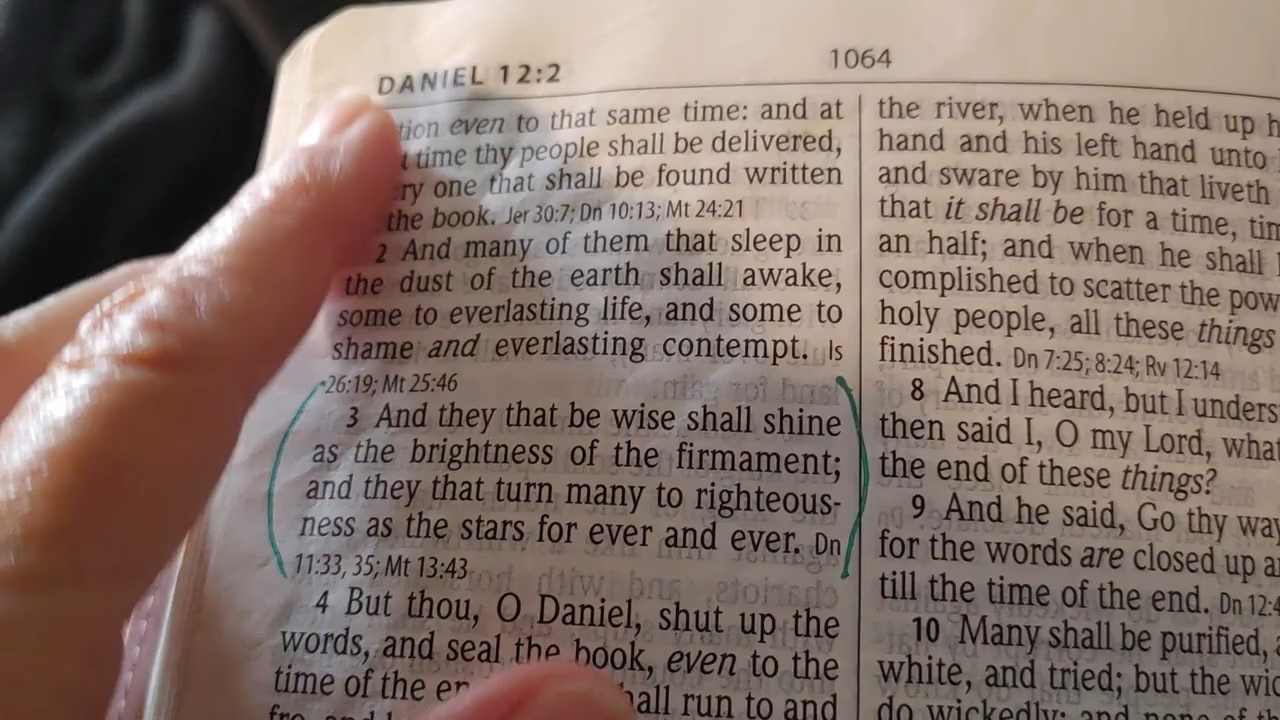 DANIEL 12:2
1064
even to that same time: and at
time thy people shall be delivered,
one that shall be found written
the book. Jer 30:7; Dn 10:13; Mt 24:21
2 And many of them that sleep in
the dust of the earth shall awake,
some to everlasting life, and some to
shame and everlasting contempt. Is
26:19; Mt 25:46
3 And they that be wise shall shine
as the brightness of the firmament;
and they that turn many to righteous-
ness as the stars for ever and ever. Dn
11:33, 35; Mt 13:43
4 But thou, O Daniel, shut up the
words, and seal the book, even to the
time of the
run to and
the river, when he held up
hand and his left hand unto
and sware by him that liveth
that it shall be for a time,
an half; and when he shall
complished to scatter the
holy people, all these things
finished. Dn 7:25; 8:24; Rv 12:14
8 And I heard, but I
then said I, O my Lord,
the end of these things?
9 And he said, Go thy
for the words are closed up
till the time of the end. Dn
10 Many shall be purified,
white, and tried; but the
do wickedly: and none of